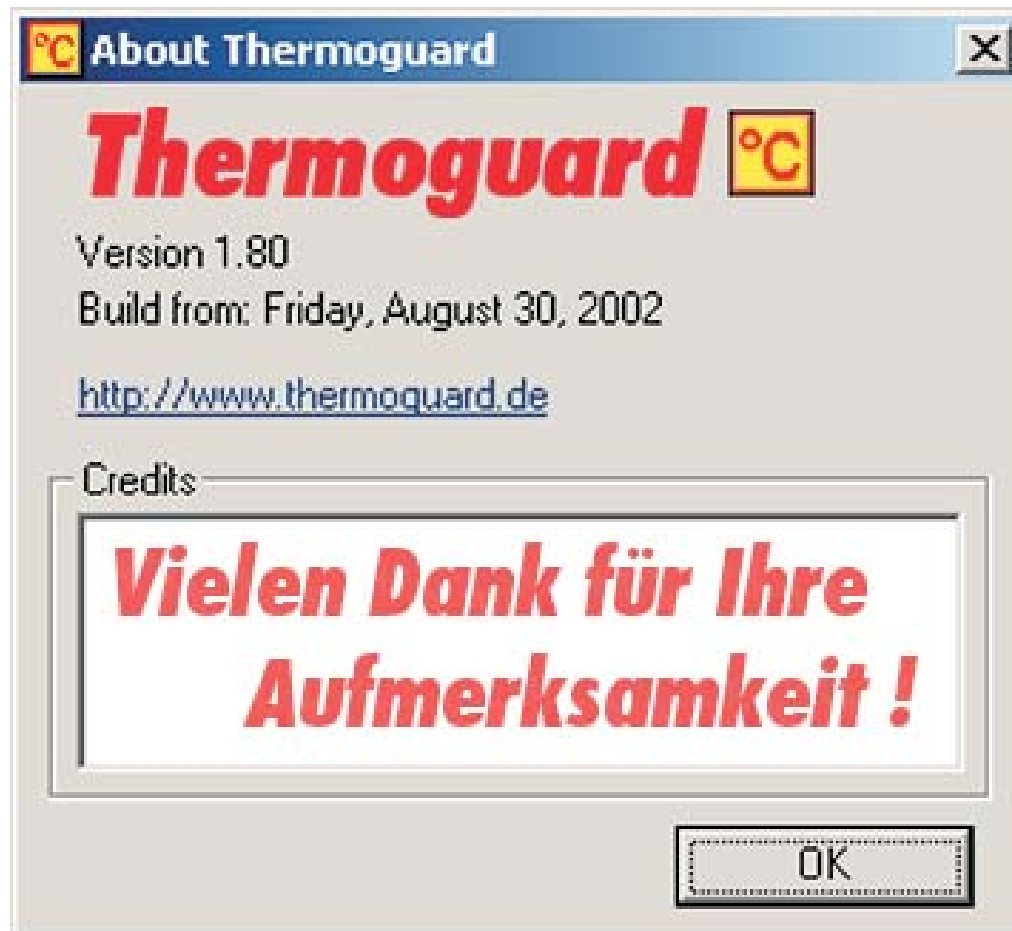 °C About Thermoguard
Thermoguard °C
Version 1.80
Build from: Friday, August 30, 2002
http://www.thermoguard.de
Credits
Vielen Dank für Ihre
Aufmerksamkeit !
OK